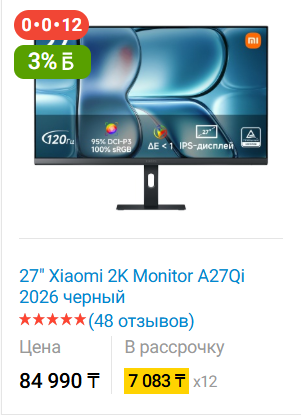 0·0·12
3% Б
mi
120Гц
95% DCI-P3
100% sRGB
ΔE < 1
27"
IPS-дисплей
27" Xiaomi 2K Monitor A27Qi
2026 черный
(48 отзывов)
Цена
В рассрочку
84 990 ₸
7 083 ₸ x12